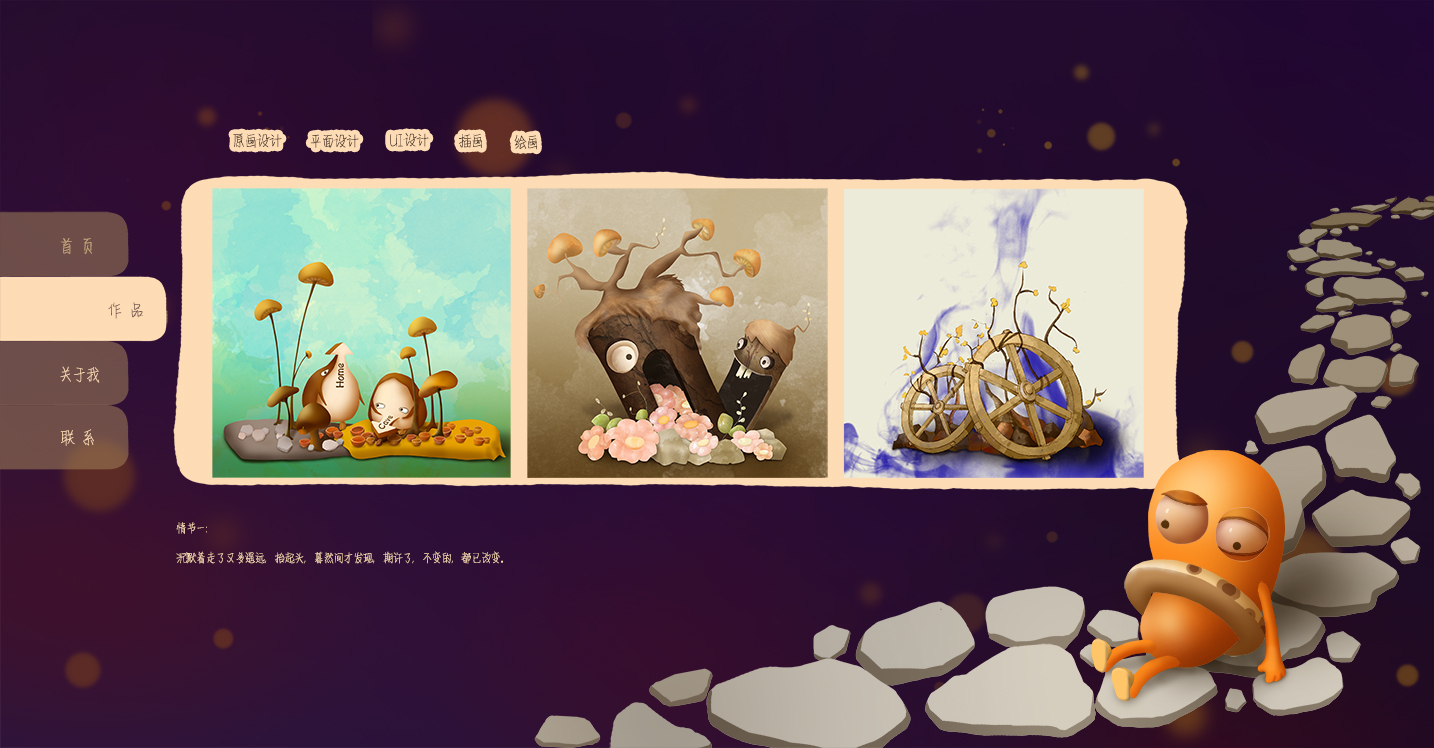 原画设计 平面设计 UI设计 插画 绘画
首页
作品
关于我
联系
Home
Cave
情节一:
沉默着走了又多遥远, 抬起头, 蓦然间才发现, 期许了, 不变的, 都已改变。